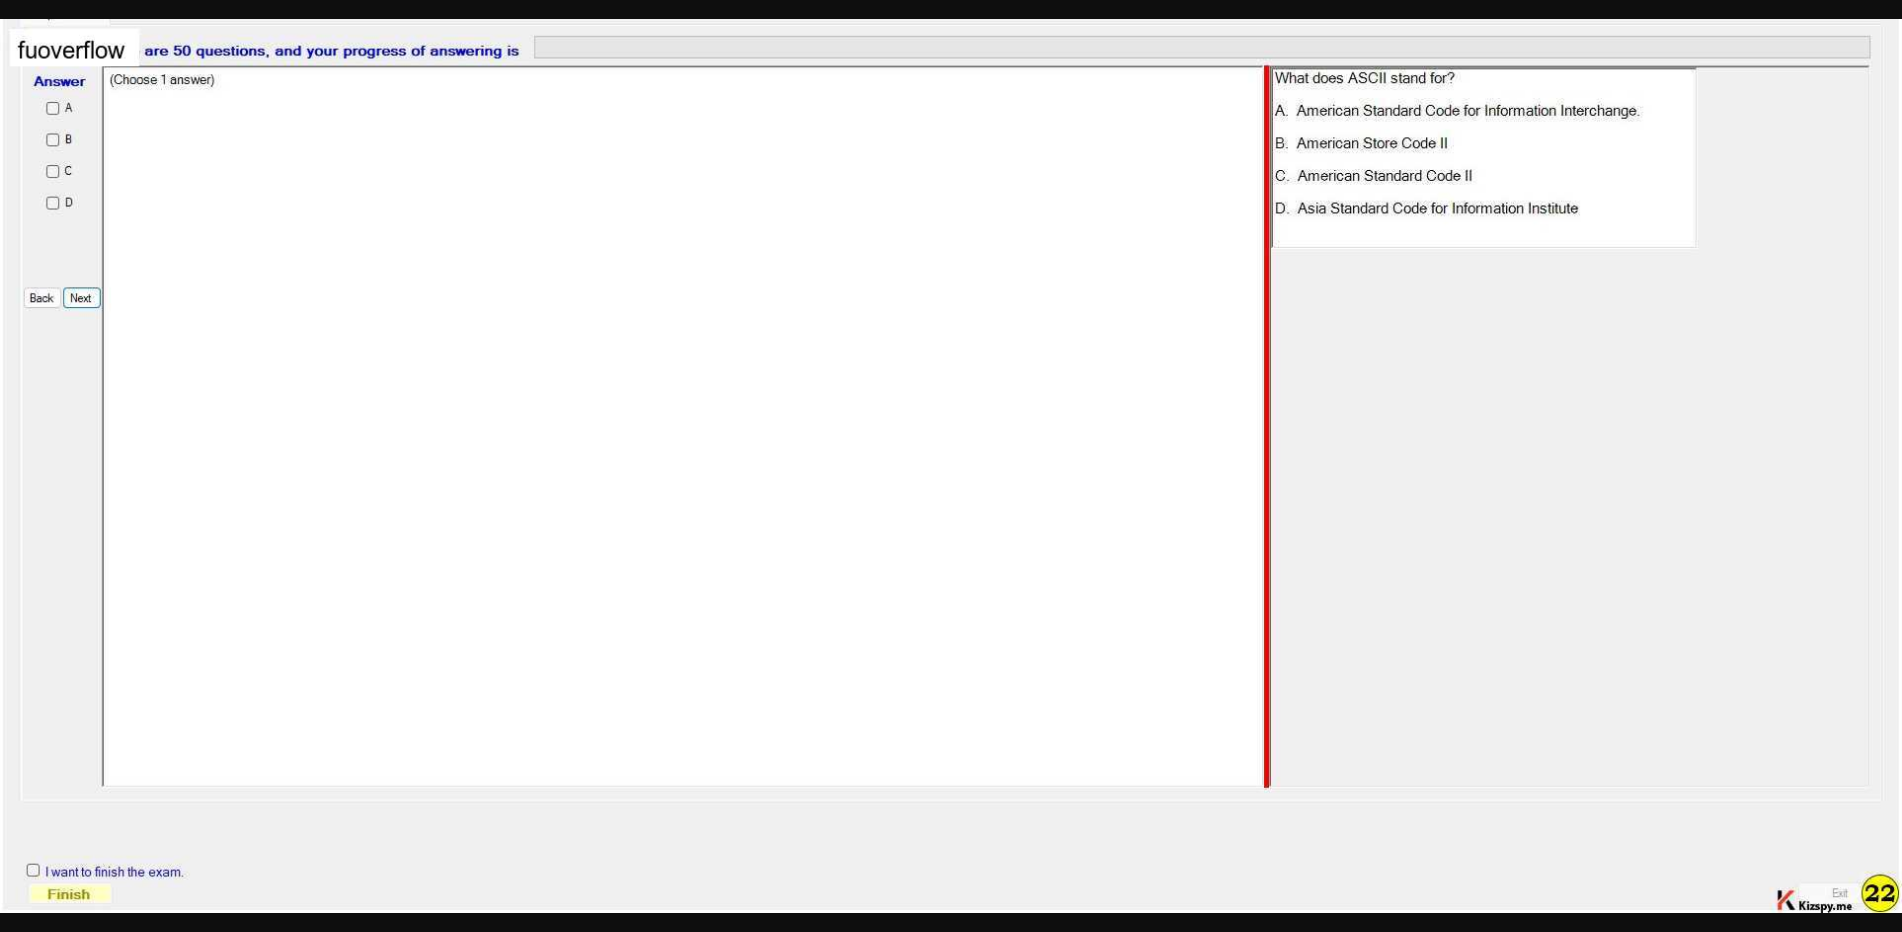 fuoverflow are 50 questions, and your progress of answering is
Answer
(Choose 1 answer)
A
B
C
D
Back Next
What does ASCII stand for?
A. American Standard Code for Information Interchange.
B. American Store Code II
C. American Standard Code II
D. Asia Standard Code for Information Institute
I want to finish the exam.
Finish
Exit
Kizspy.me
22